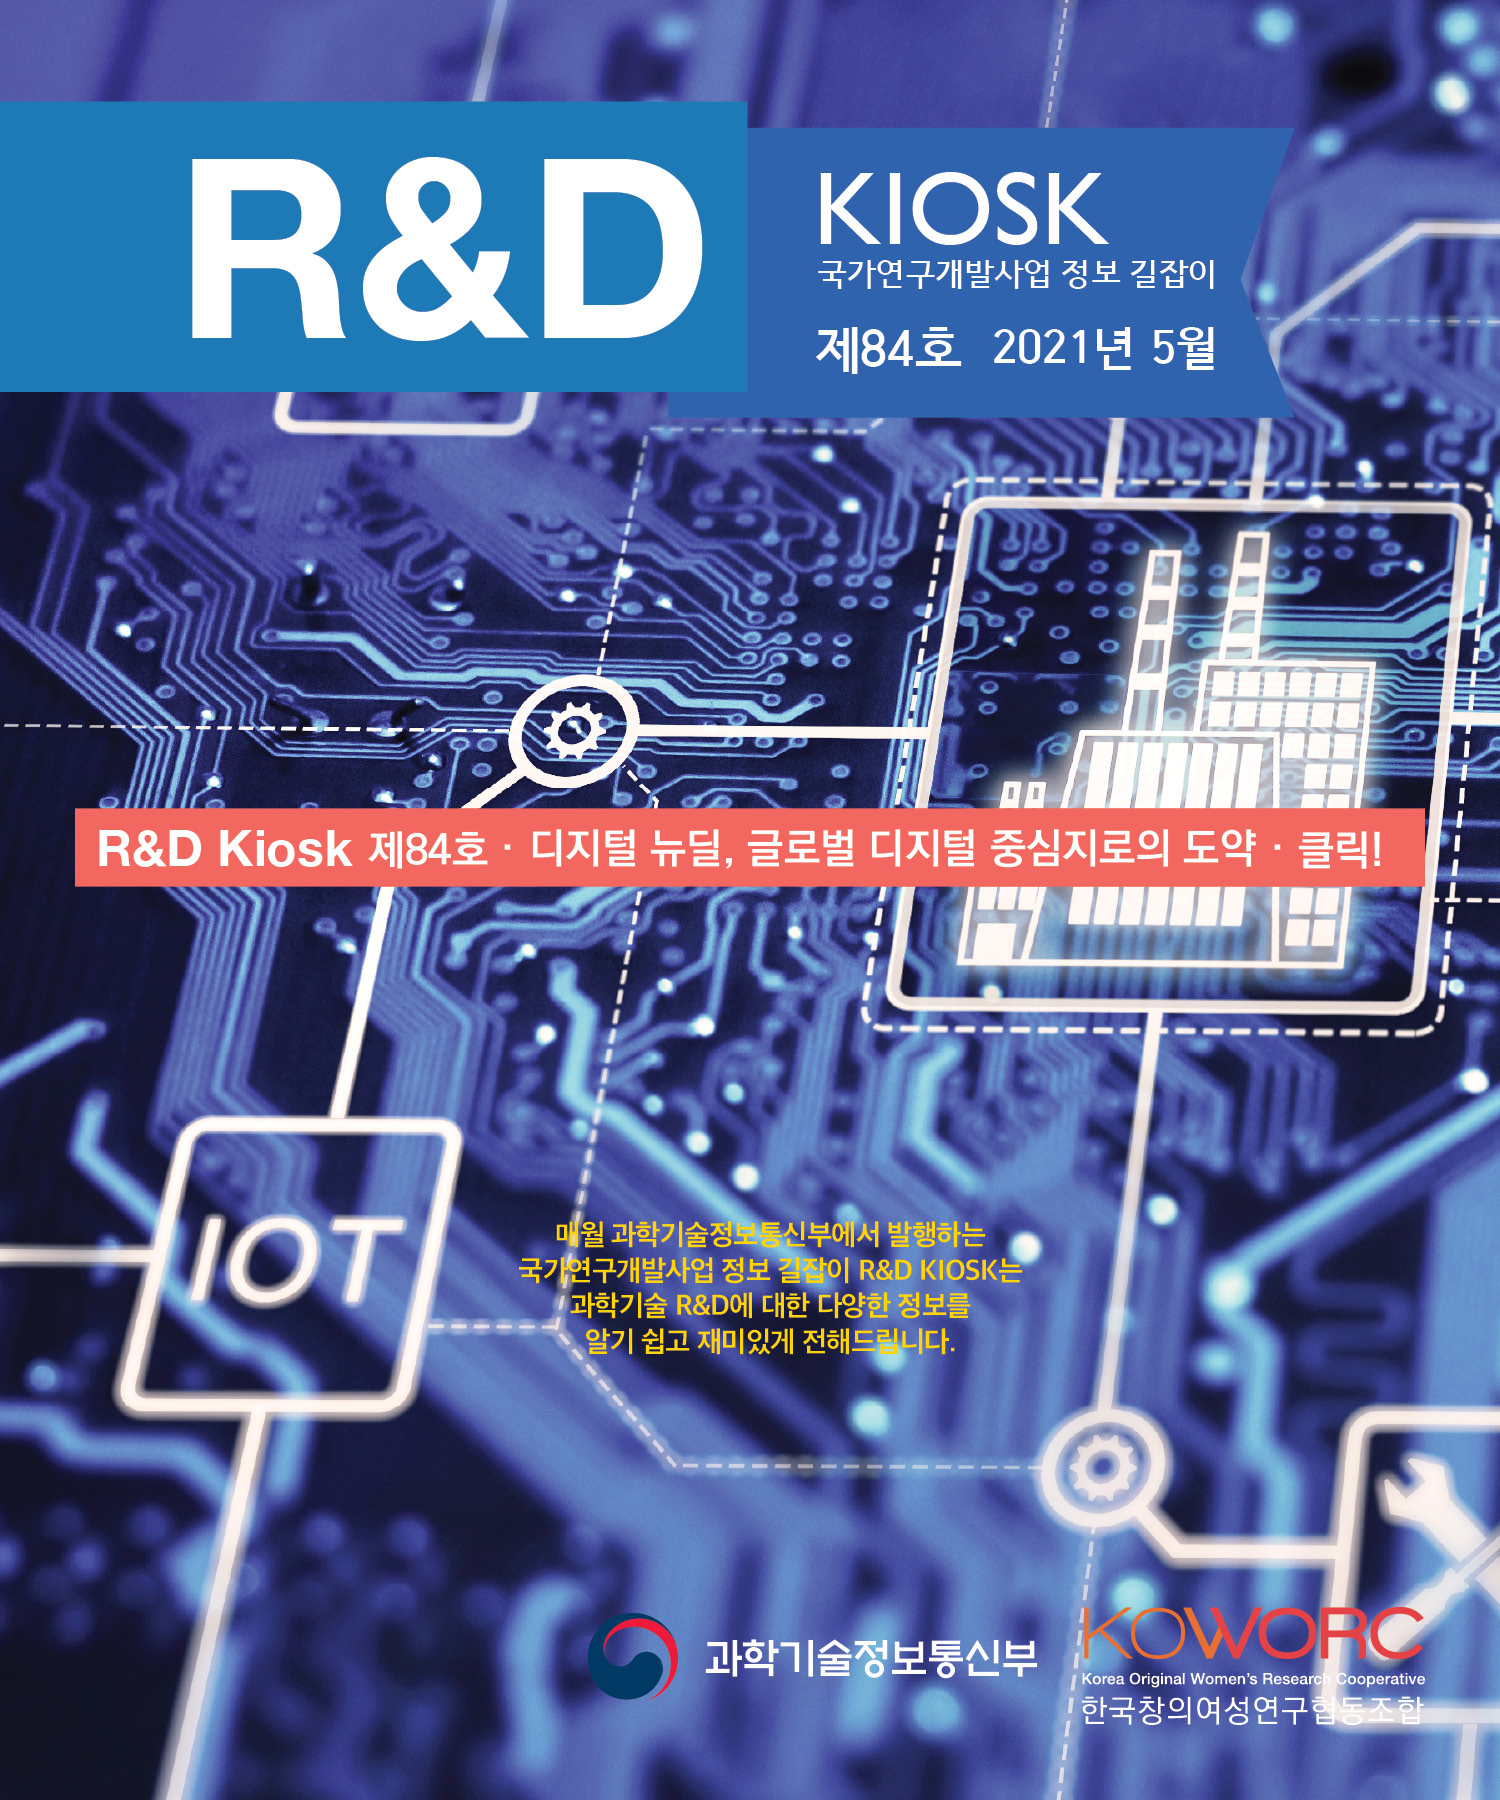 R&D
KIOSK
국가연구개발사업 정보 길잡이
제84호 2021년 5월
R&D Kiosk 제84호 · 디지털 뉴딜, 글로벌 디지털 중심지로의 도약 · 클릭!
IOT
매월 과학기술정보통신부에서 발행하는
국가연구개발사업 정보 길잡이 R&D KIOSK는
과학기술 R&D에 대한 다양한 정보를
알기 쉽고 재미있게 전해드립니다.
과학기술정보통신부
KOWORC
Korea Original Women's Research Cooperative
한국창의여성연구협동조합